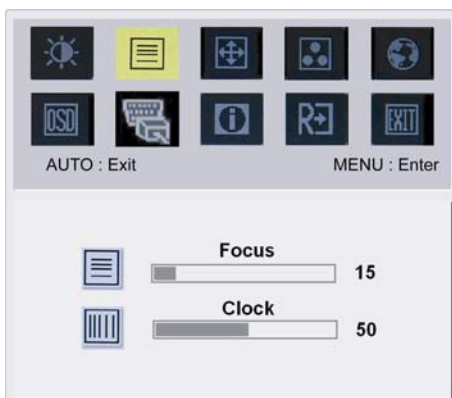 OSD R EXIT
AUTO : Exit MENU : Enter
Focus
15
Clock
50